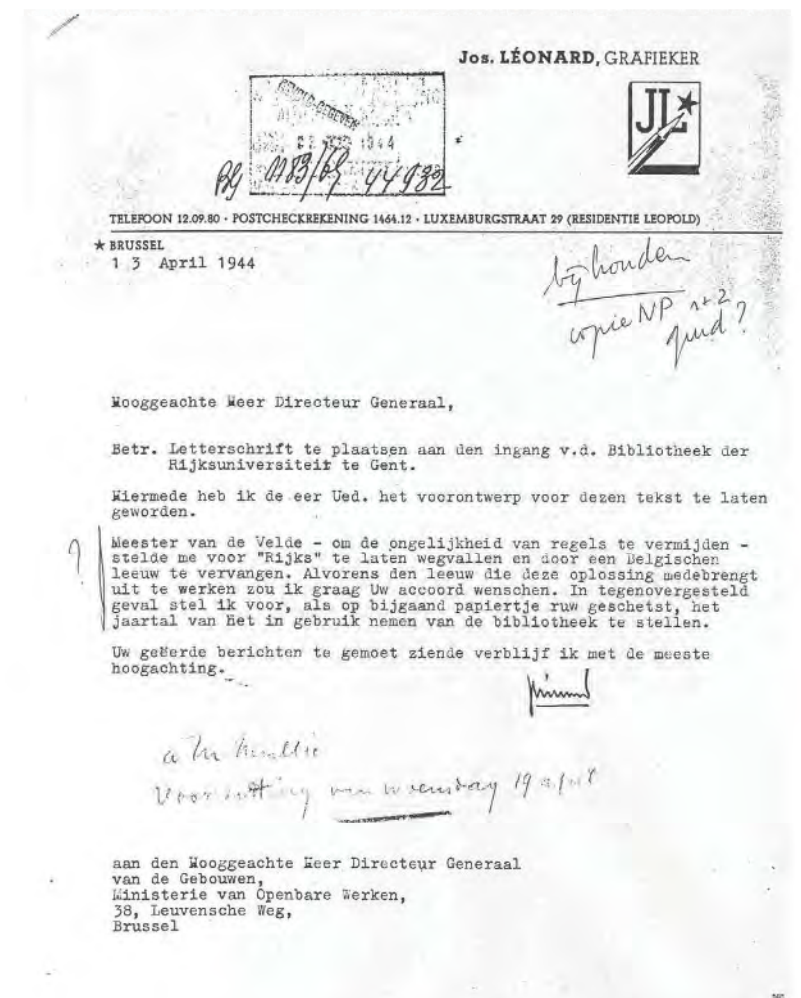 Jos. LÉONARD, GRAFIEKER
JL
1944
0183/69 44932
TELEFOON 12.09.80 · POSTCHECKREKENING 1464.12 · LUXEMBURGSTRAAT 29 (RESIDENTIE LEOPOLD)
★ BRUSSEL
1 3 April 1944
bijhouden
copie NP 1+2
quid ?
Hooggeachte Heer Directeur Generaal,
Betr. Letterschrift te plaatsen aan den ingang v.d. Bibliotheek der
Rijksuniversiteit te Gent.
Hiermede heb ik de eer Ued. het voorontwerp voor dezen tekst te laten
geworden.
?
Meester van de Velde - om de ongelijkheid van regels te vermijden -
stelde me voor "Rijks" te laten wegvallen en door een Belgischen
leeuw te vervangen. Alvorens den leeuw die deze oplossing medebrengt
uit te werken zou ik graag Uw accoord wenschen. In tegenovergesteld
geval stel ik voor, als op bijgaand papiertje ruw geschetst, het
jaartal van het in gebruik nemen van de bibliotheek te stellen.
Uw geëerde berichten te gemoet ziende verblijf ik met de meeste
hoogachting.
van woensdag 19 april
aan den Hooggeachte Heer Directeur Generaal
van de Gebouwen,
Ministerie van Openbare Werken,
38, Leuvensche Weg,
Brussel